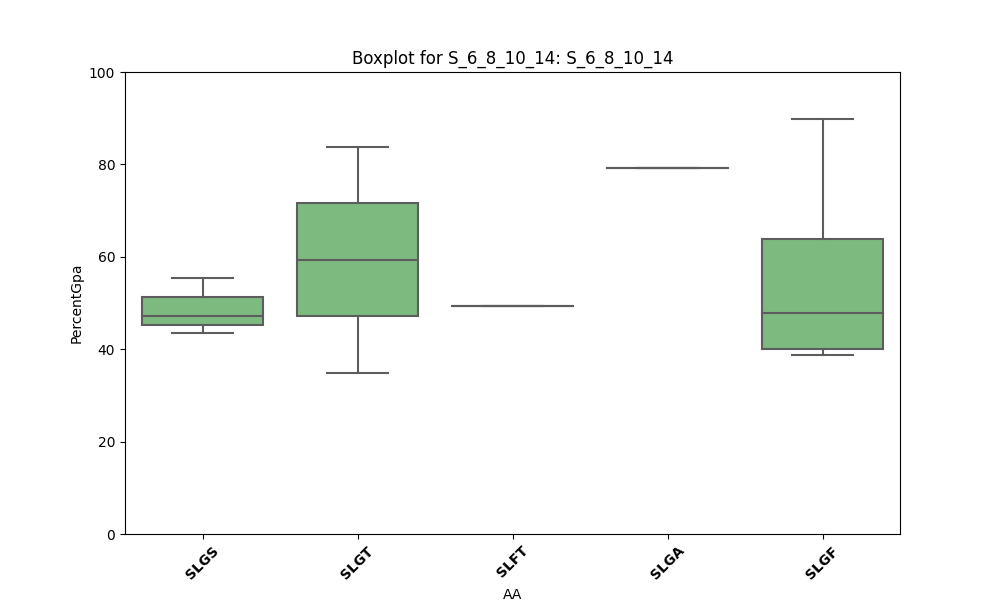 Boxplot for S_6_8_10_14: S_6_8_10_14
100
80
60
40
20
0
PercentGpa
SLGS
SLGT
SLFT
SLGA
SLGF
AA